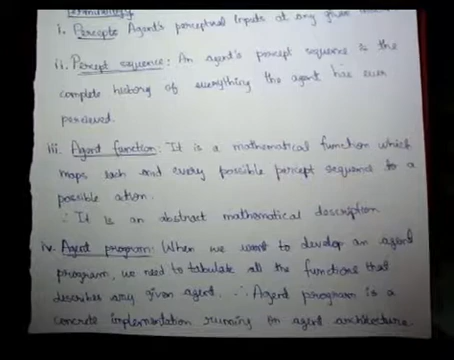 Terminology
i. Percepts Agent's perceptual inputs at any given
ii. Percept sequence: An agent's percept sequence is the
complete history of everything the agent has ever
percieved.
iii. Agent function: It is a mathematical function which
maps each and every possible percept sequence to a
possible action.
∴ It is an abstract mathematical description
iv. Agent program: When we want to develop an agent
program, we need to tabulate all the functions that
describes any given agent. ∴ Agent program is a
concrete implementation running on agent architecture